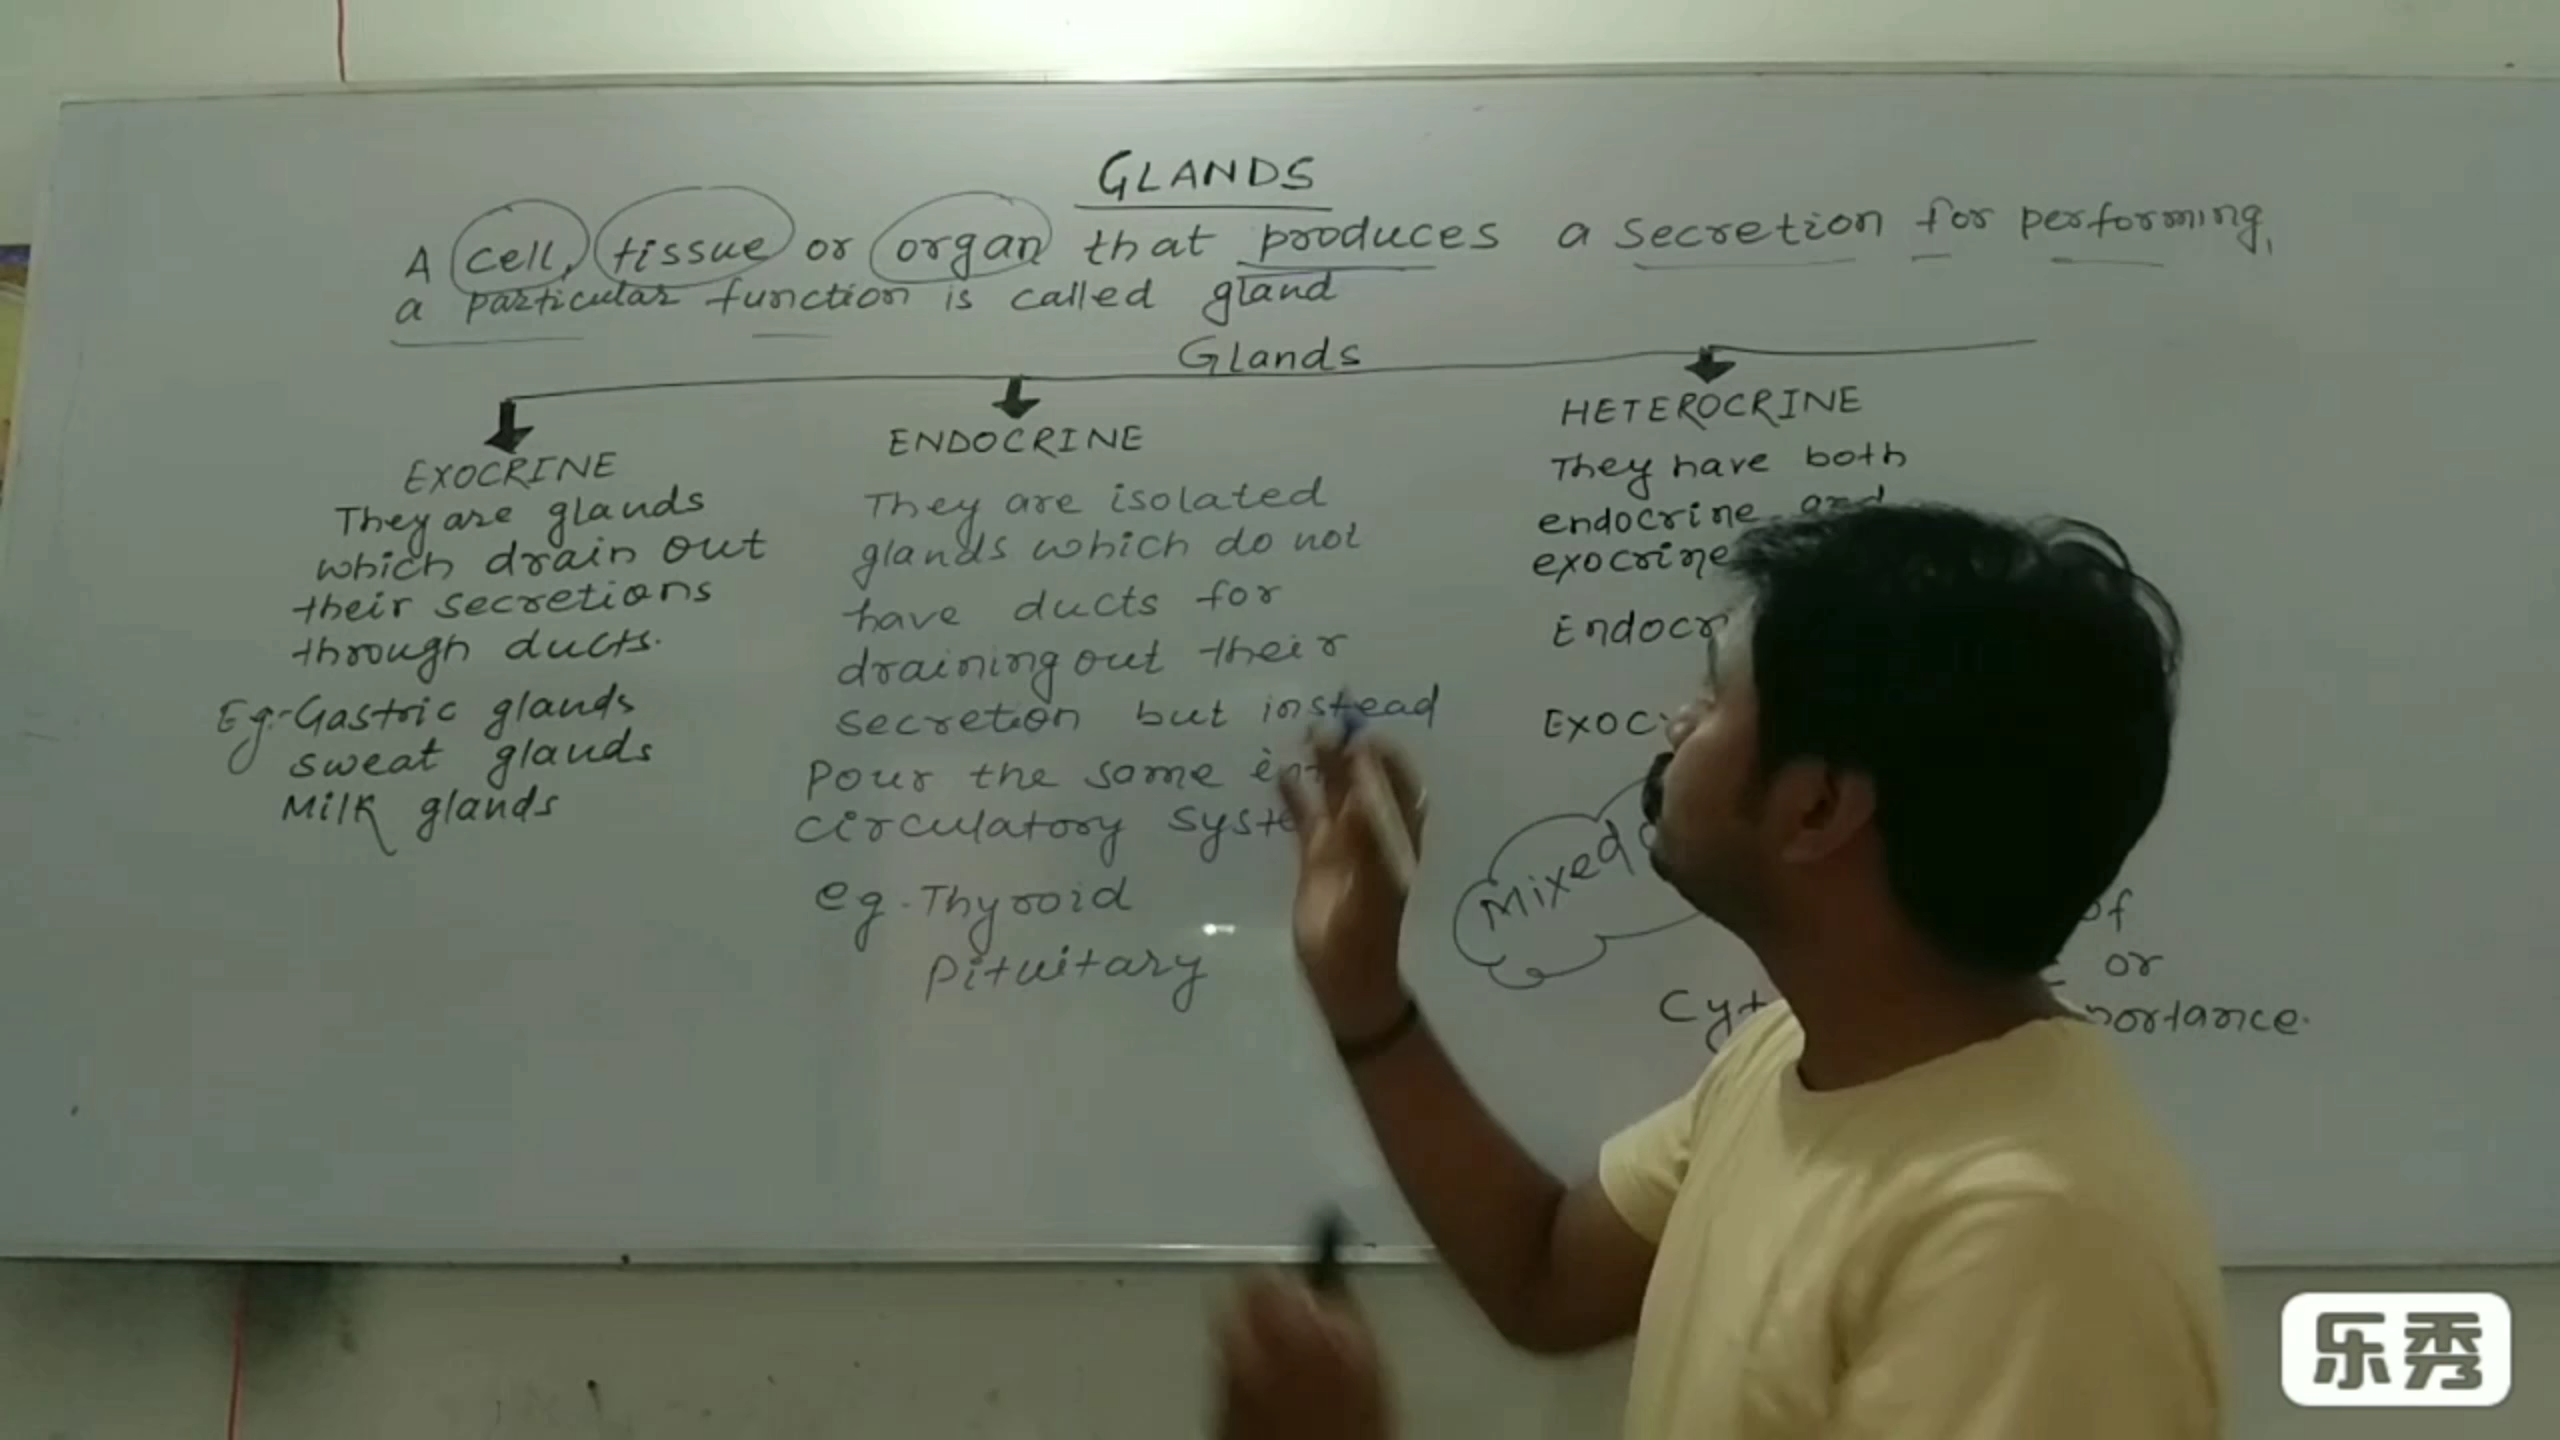 GLANDS
A cell, tissue or organ that produces a secretion for performing
a particular function is called gland
Glands
EXOCRINE
They are glands
which drain out
their secretions
through ducts.
Eg:- Gastric glands
sweat glands
Milk glands
ENDOCRINE
They are isolated
glands which do not
have ducts for
draining out their
secretion but instead
Pour the same
circulatory
eg. Thyroid
Pituitary
HETEROCRINE
They have both
endocrine and
exocrine
Mixed
of
or
乐秀